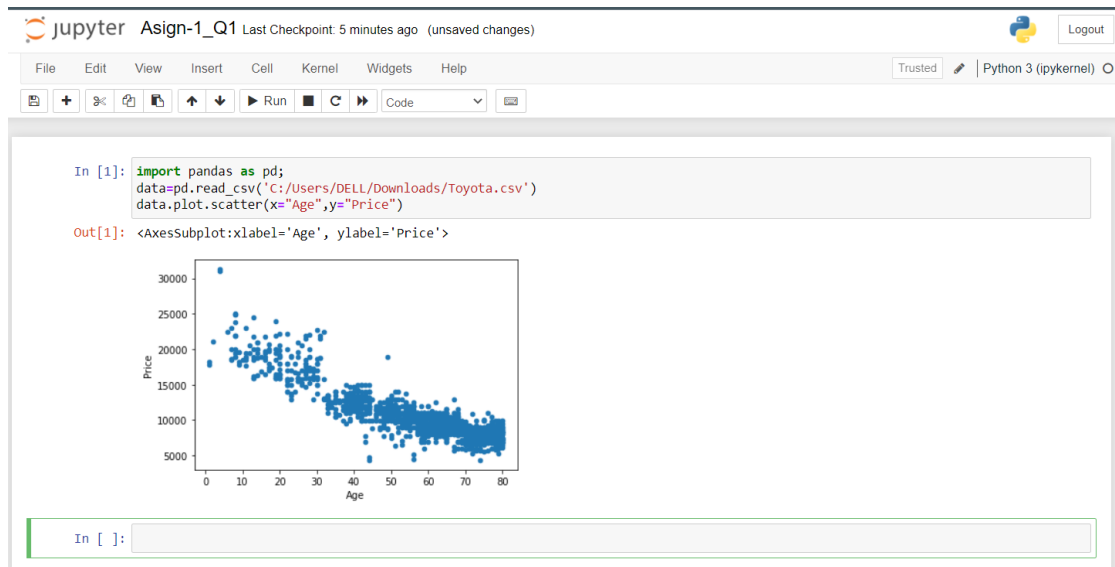 jupyter Asign-1_Q1 Last Checkpoint: 5 minutes ago (unsaved changes)
Logout
File Edit View Insert Cell Kernel Widgets Help
Trusted Python 3 (ipykernel)
Run Code
In [1]: import pandas as pd;
data=pd.read_csv('C:/Users/DELL/Downloads/Toyota.csv')
data.plot.scatter(x="Age",y="Price")
Out[1]: <AxesSubplot:xlabel='Age', ylabel='Price'>
30000
25000
20000
15000
10000
5000
Price
0 10 20 30 40 50 60 70 80
Age
In [ ]: